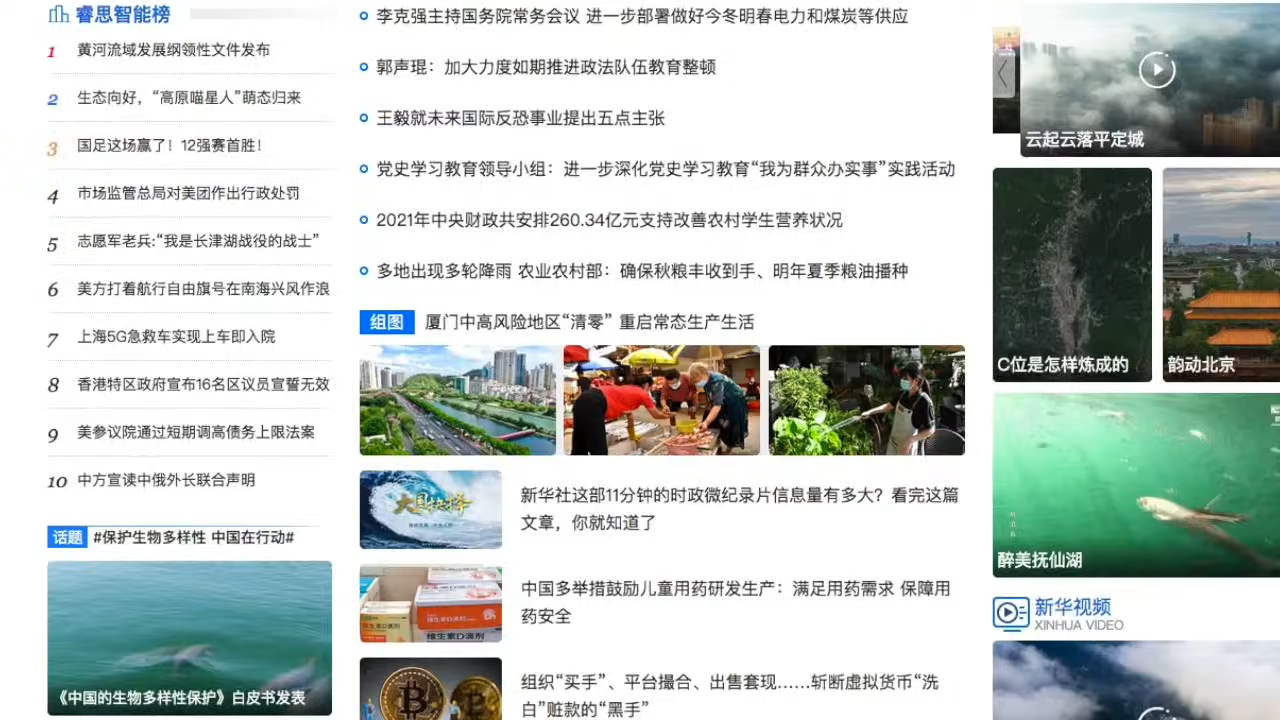 睿思智能榜
1 黄河流域发展纲领性文件发布
2 生态向好，“高原喵星人”萌态归来
3 国足这场赢了！12强赛首胜！
4 市场监管总局对美团作出行政处罚
5 志愿军老兵:“我是长津湖战役的战士”
6 美方打着航行自由旗号在南海兴风作浪
7 上海5G急救车实现上车即入院
8 香港特区政府宣布16名区议员宣誓无效
9 美参议院通过短期调高债务上限法案
10 中方宣读中俄外长联合声明
话题 #保护生物多样性 中国在行动#
《中国的生物多样性保护》白皮书发表
李克强主持国务院常务会议 进一步部署做好今冬明春电力和煤炭等供应
郭声琨：加大力度如期推进政法队伍教育整顿
王毅就未来国际反恐事业提出五点主张
党史学习教育领导小组：进一步深化党史学习教育“我为群众办实事”实践活动
2021年中央财政共安排260.34亿元支持改善农村学生营养状况
多地出现多轮降雨 农业农村部：确保秋粮丰收到手、明年夏季粮油播种
组图 厦门中高风险地区“清零” 重启常态生产生活
大国抉择
新华社这部11分钟的时政微纪录片信息量有多大？看完这篇
文章，你就知道了
维生素D滴剂
维生素D滴剂
中国多举措鼓励儿童用药研发生产：满足用药需求 保障用
药安全
组织“买手”、平台撮合、出售套现......斩断虚拟货币“洗
白”赃款的“黑手”
云起云落平定城
C位是怎样炼成的
韵动北京
醉美抚仙湖
新华视频
XINHUA VIDEO